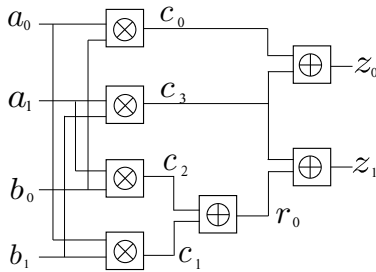 a₀ c₀
z₀
a₁ c₃
c₂
z₁
b₀
r₀
b₁ c₁